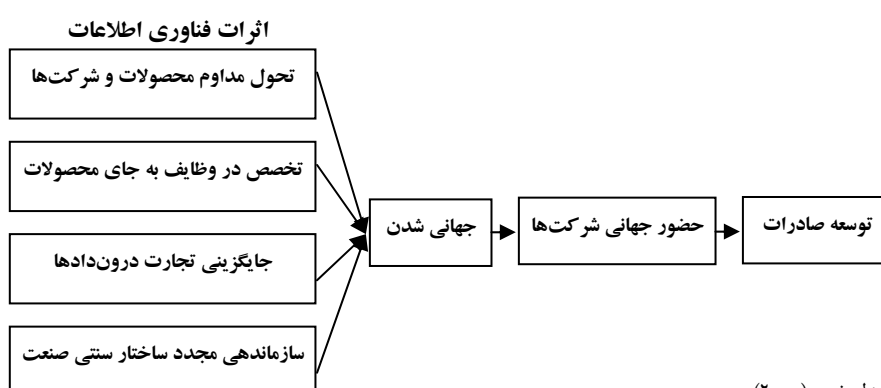 اثرات فناوری اطلاعات
تحول مداوم محصولات و شرکت‌ها
تخصص در وظایف به جای محصولات
جایگزینی تجارت درون‌دادها
سازماندهی مجدد ساختار سنتی صنعت
جهانی شدن
حضور جهانی شرکت‌ها
توسعه صادرات